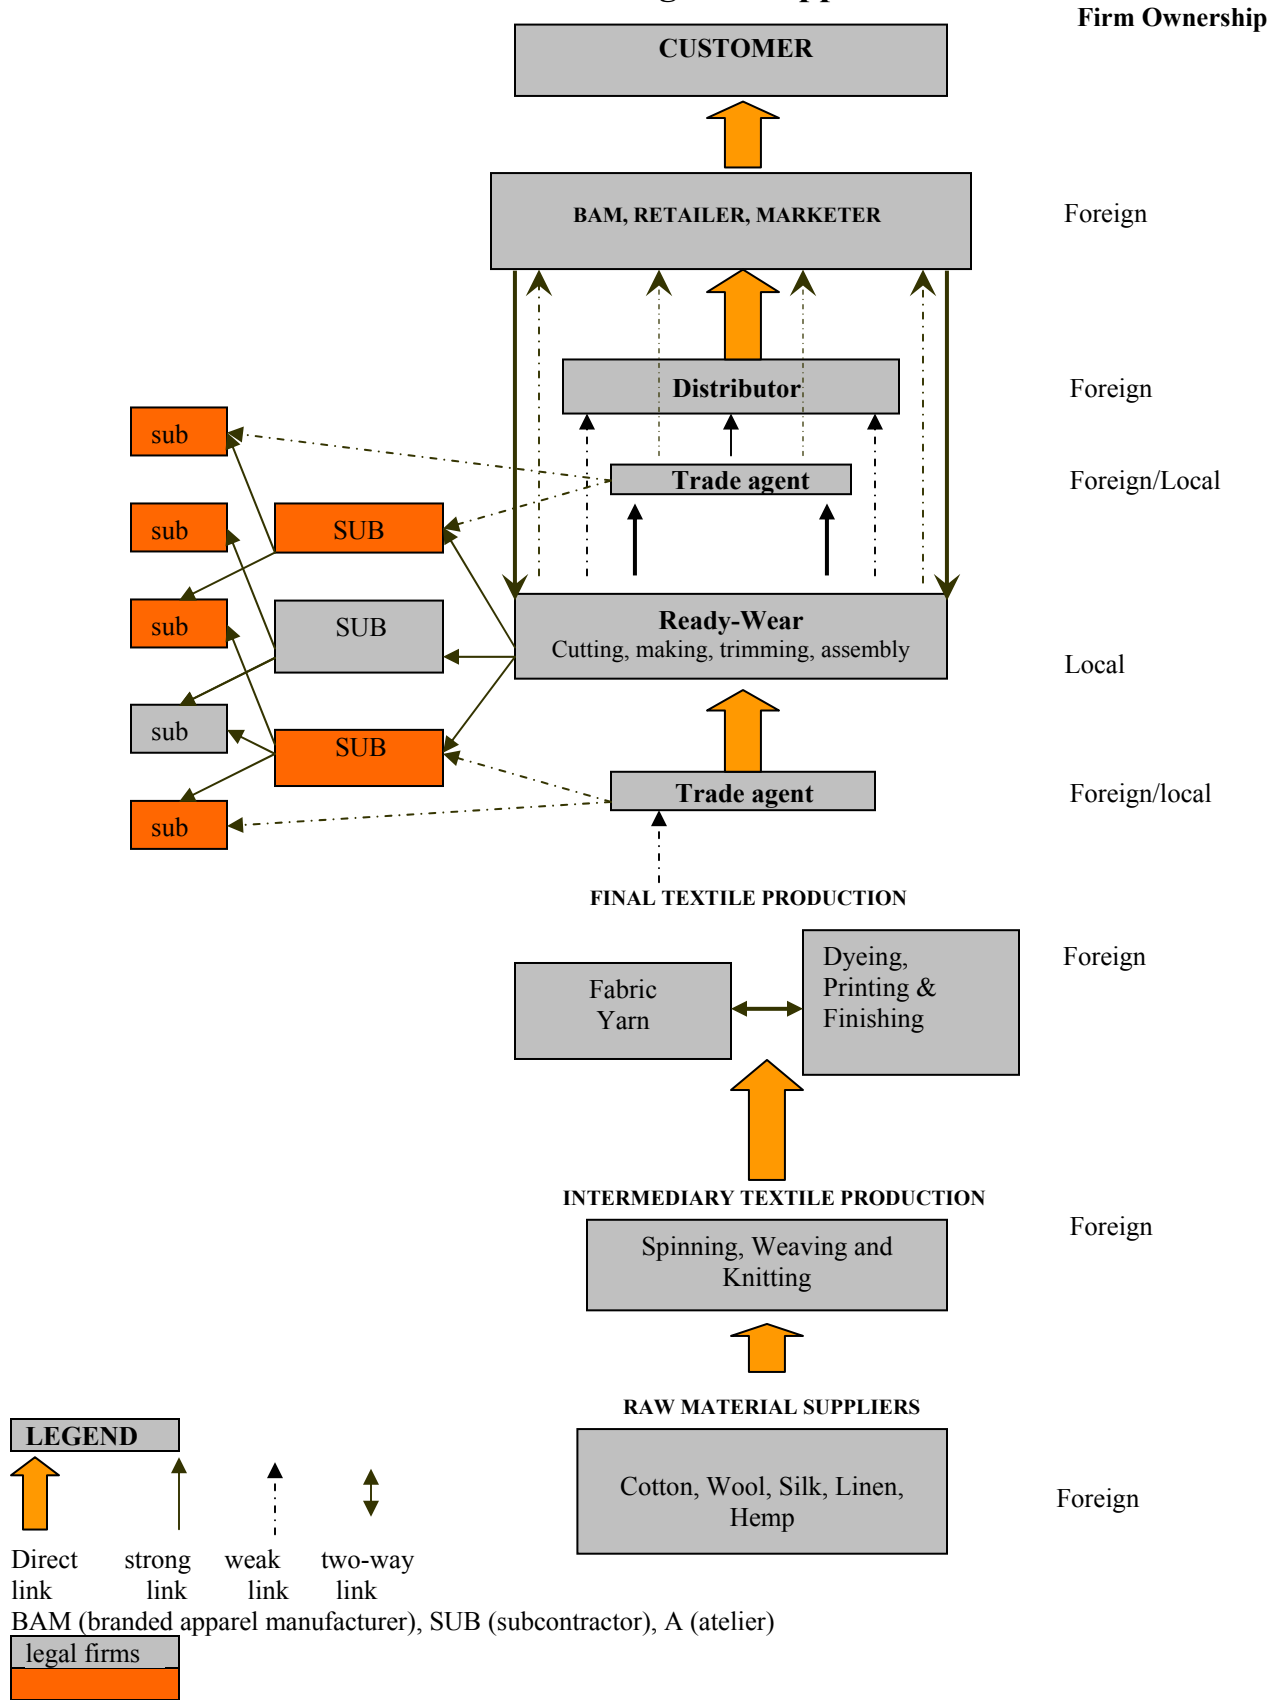 Firm Ownership
CUSTOMER
BAM, RETAILER, MARKETER
Foreign
Distributor
Foreign
sub
Trade agent
Foreign/Local
sub
SUB
sub
SUB
Ready-Wear
Cutting, making, trimming, assembly
Local
sub
SUB
Trade agent
Foreign/local
sub
FINAL TEXTILE PRODUCTION
Fabric
Yarn
Dyeing,
Printing &
Finishing
Foreign
INTERMEDIARY TEXTILE PRODUCTION
Spinning, Weaving and
Knitting
Foreign
RAW MATERIAL SUPPLIERS
Cotton, Wool, Silk, Linen,
Hemp
Foreign
LEGEND
Direct strong weak two-way
link link link link
BAM (branded apparel manufacturer), SUB (subcontractor), A (atelier)
legal firms